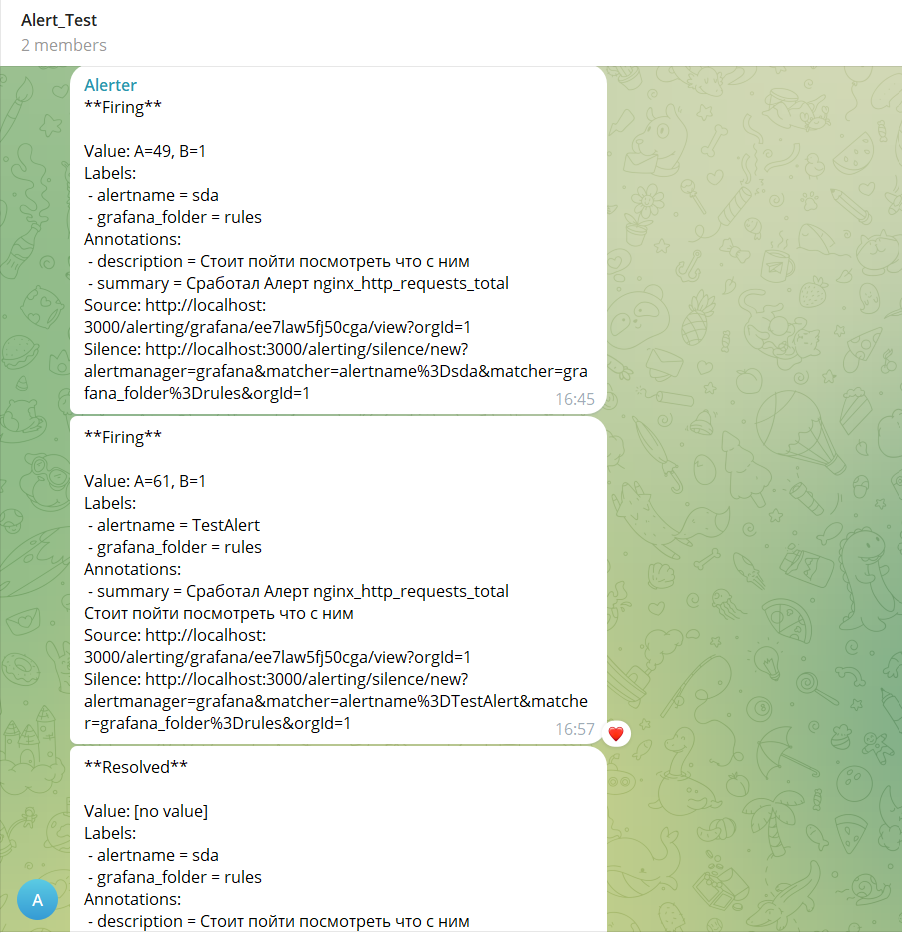 Alert_Test
2 members
Alerter
**Firing**
Value: A=49, B=1
Labels:
- alertname = sda
- grafana_folder = rules
Annotations:
- description = Стоит пойти посмотреть что с ним
- summary = Сработал Алерт nginx_http_requests_total
Source: http://localhost:
3000/alerting/grafana/ee7law5fj50cga/view?orgId=1
Silence: http://localhost:3000/alerting/silence/new?
alertmanager=grafana&matcher=alertname%3Dsda&matcher=gra
fana_folder%3Drules&orgId=1
16:45
**Firing**
Value: A=61, B=1
Labels:
- alertname = TestAlert
- grafana_folder = rules
Annotations:
- summary = Сработал Алерт nginx_http_requests_total
Стоит пойти посмотреть что с ним
Source: http://localhost:
3000/alerting/grafana/ee7law5fj50cga/view?orgId=1
Silence: http://localhost:3000/alerting/silence/new?
alertmanager=grafana&matcher=alertname%3DTestAlert&matche
r=grafana_folder%3Drules&orgId=1
16:57
**Resolved**
Value: [no value]
Labels:
- alertname = sda
- grafana_folder = rules
Annotations:
- description = Стоит пойти посмотреть что с ним
A